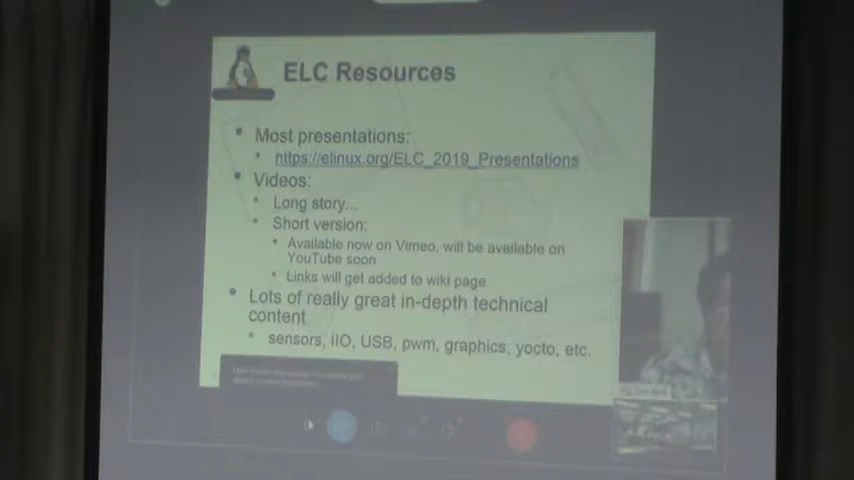 ELC Resources
Most presentations:
https://elinux.org/ELC_2019_Presentations
Videos:
Long story...
Short version:
Available now on Vimeo, will be available on
YouTube soon
Links will get added to wiki page
Lots of really great in-depth technical
content
sensors, IIO, USB, pwm, graphics, yocto, etc.